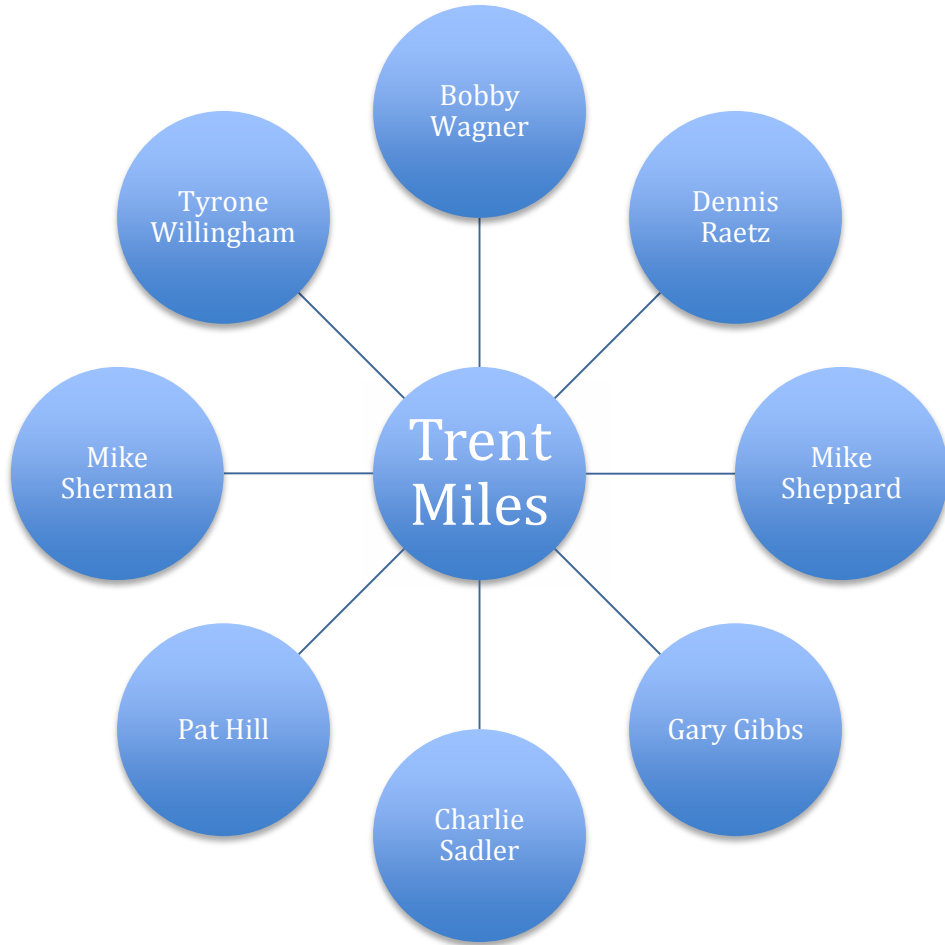 Bobby
Wagner
Tyrone
Willingham
Dennis
Raetz
Trent
Miles
Mike
Sherman
Mike
Sheppard
Pat Hill
Gary Gibbs
Charlie
Sadler